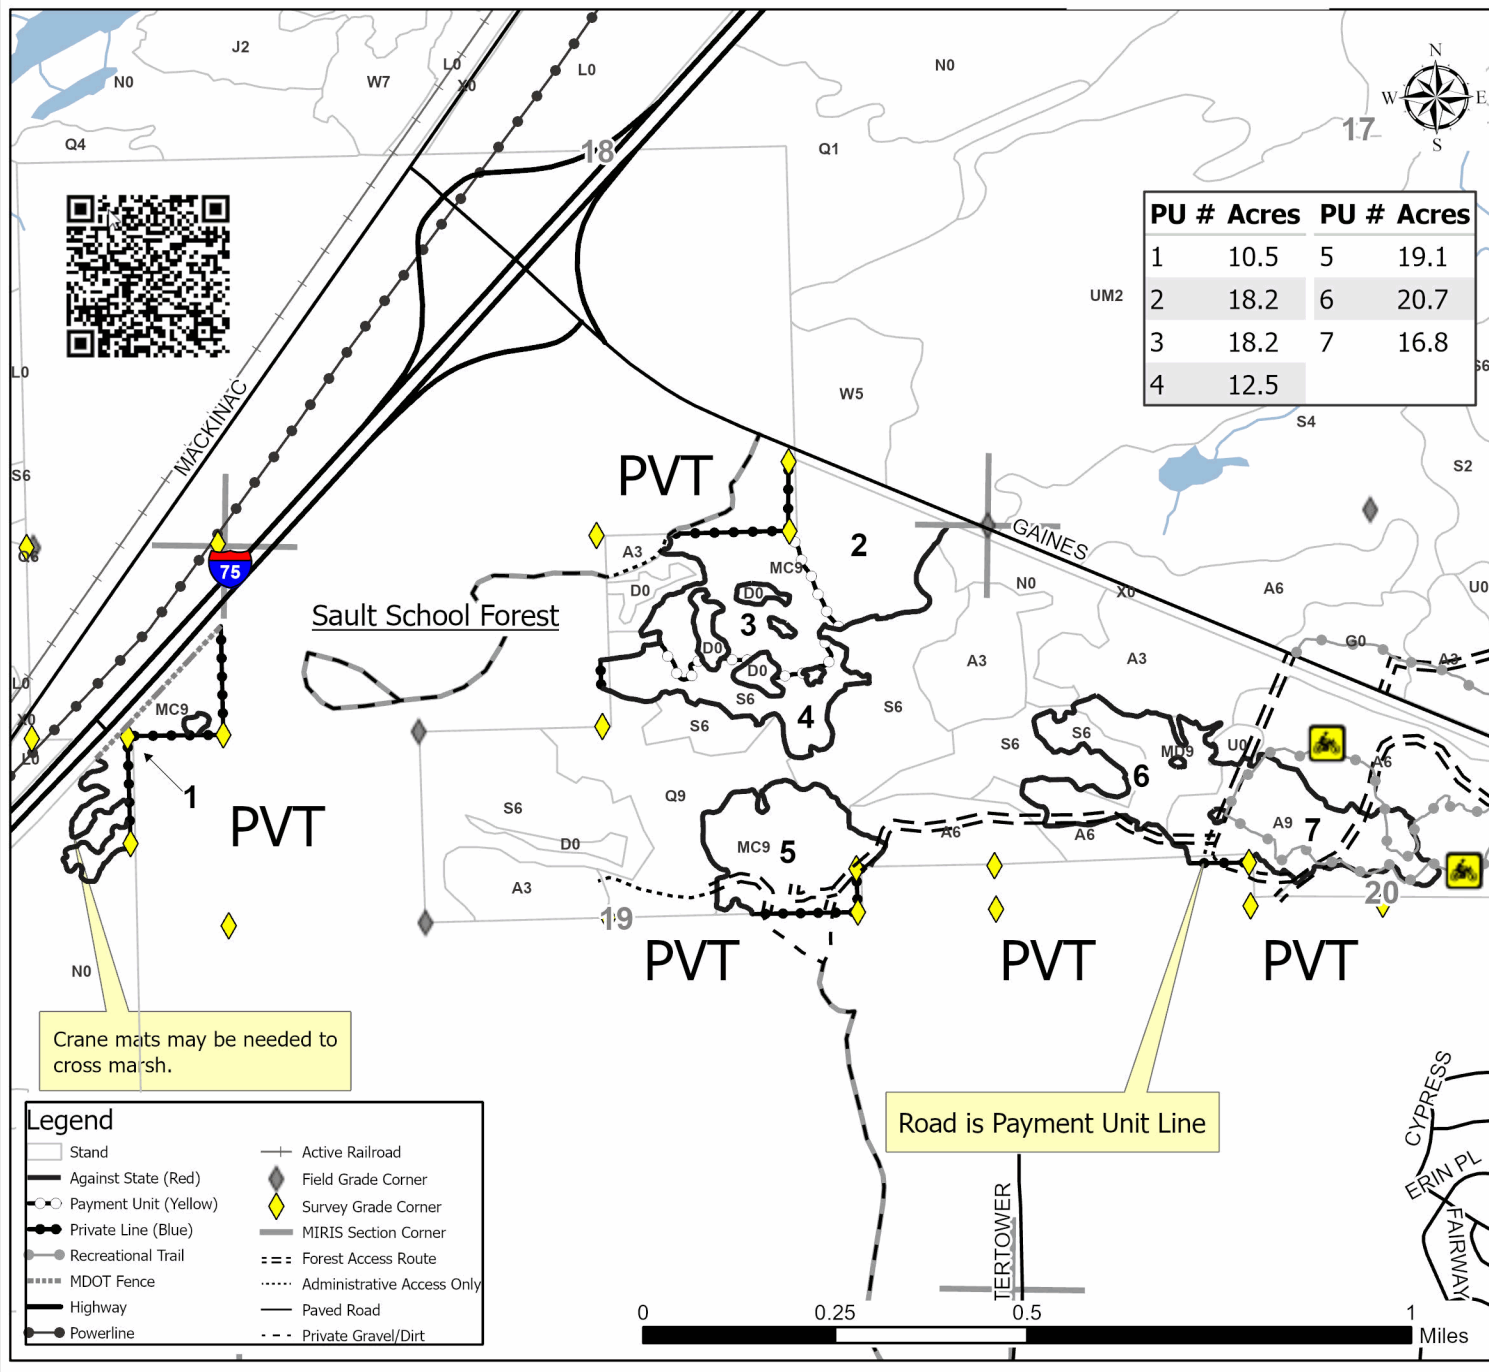 J2
L0
L0
N0
N0
W7
X0
17
N
W
E
S
Q4
18
Q1
PU # Acres PU # Acres
1 10.5 5 19.1
2 18.2 6 20.7
3 18.2 7 16.8
4 12.5
UM2
S6
L0
MACKINAC
W5
S4
S6
PVT
S2
GAINES
2
A3
MC9
75
D0
D0
N0
X0
A6
U0
Sault School Forest
3
D0
D0
G0
A3
A3
A3
L0
S6
S6
MC9
4
X0
S6
S6
S6
MD9
U0
L0
A6
6
1
PVT
S6
Q9
A6
A6
A9
7
D0
MC9
5
A3
20
19
PVT
PVT
PVT
N0
Crane mats may be needed to
cross marsh.
Road is Payment Unit Line
CYPRESS
ERIN PL
FAIRWAY
TERTOWER
Legend
Stand
Against State (Red)
Payment Unit (Yellow)
Private Line (Blue)
Recreational Trail
MDOT Fence
Highway
Powerline
Active Railroad
Field Grade Corner
Survey Grade Corner
MIRIS Section Corner
Forest Access Route
Administrative Access Only
Paved Road
Private Gravel/Dirt
0 0.25 0.5 1
Miles